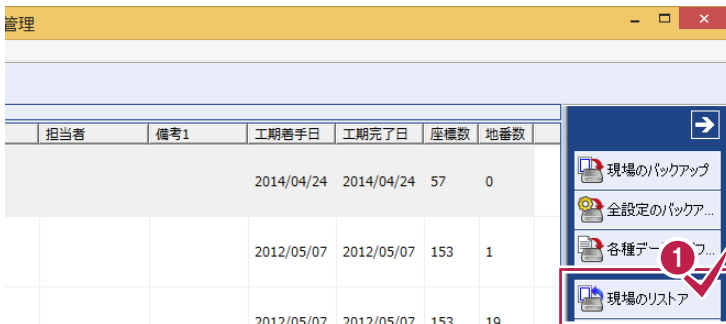 管理
担当者 備考1 工期着手日 工期完了日 座標数 地番数
2014/04/24 2014/04/24 57 0
2012/05/07 2012/05/07 153 1
2012/05/07 2012/05/07 153 19
現場のバックアップ
全設定のバックア...
各種デー
1
現場のリストア